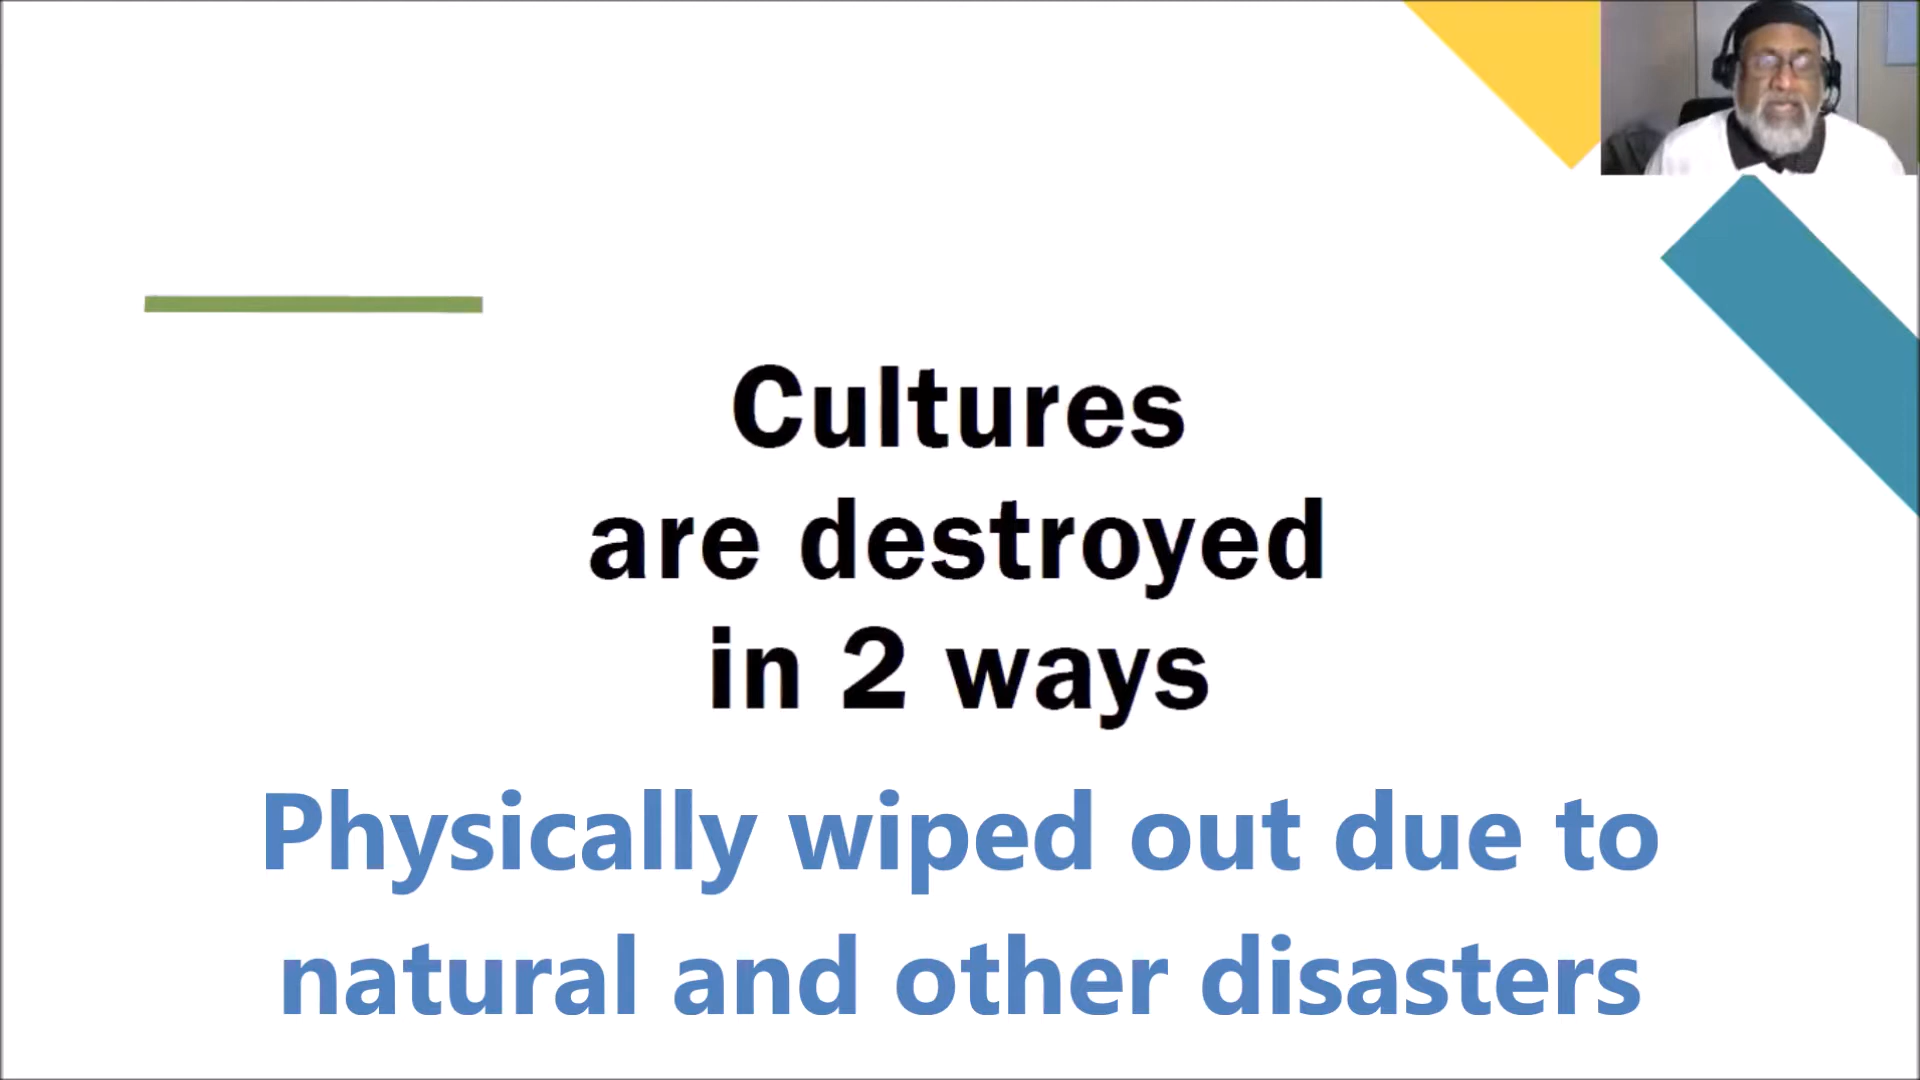 Cultures
are destroyed
in 2 ways
Physically wiped out due to
natural and other disasters